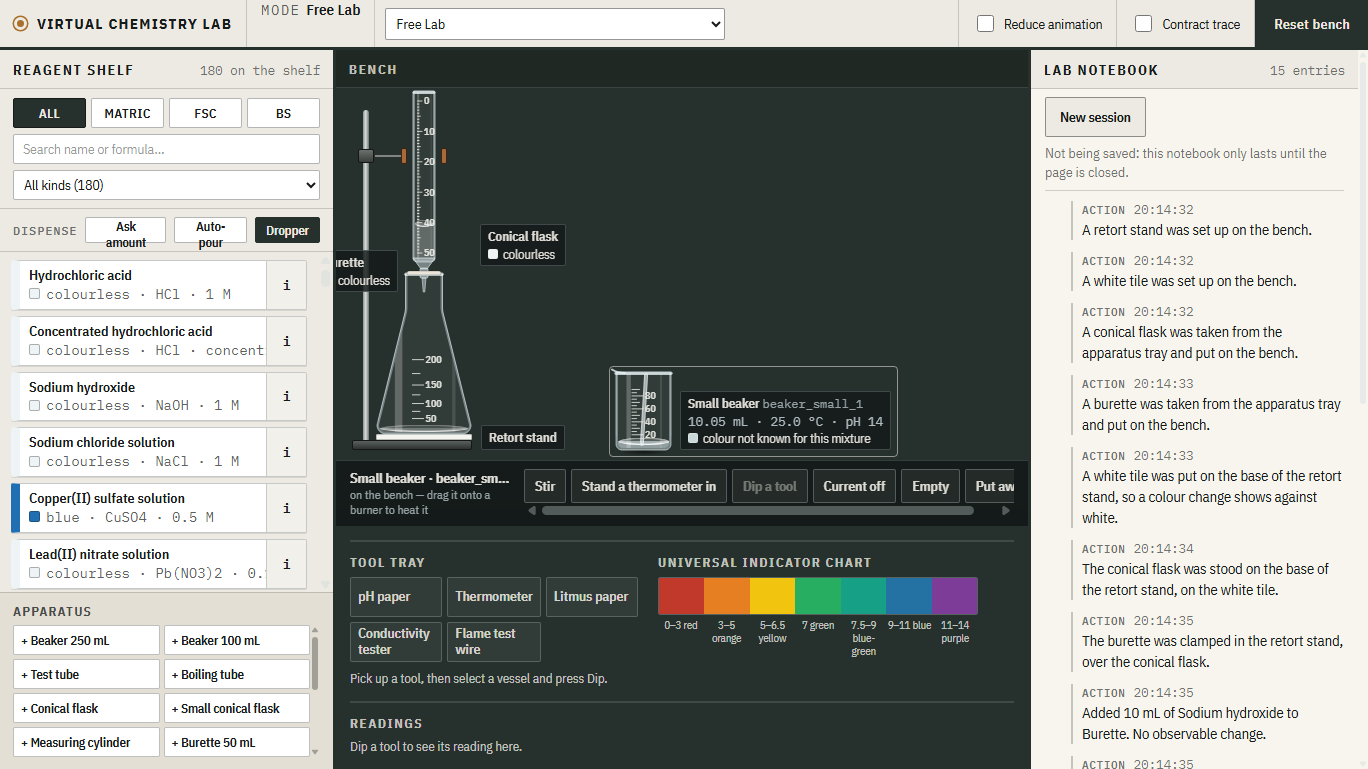 VIRTUAL CHEMISTRY LAB
MODE Free Lab
Free Lab
Reduce animation
Contract trace
Reset bench
REAGENT SHELF
180 on the shelf
ALL
MATRIC
FSC
BS
Search name or formula...
All kinds (180)
DISPENSE
Ask amount
Auto-pour
Dropper
Hydrochloric acid
colourless · HCl · 1 M
i
Concentrated hydrochloric acid
colourless · HCl · concent
i
Sodium hydroxide
colourless · NaOH · 1 M
i
Sodium chloride solution
colourless · NaCl · 1 M
i
Copper(II) sulfate solution
blue · CuSO4 · 0.5 M
i
Lead(II) nitrate solution
colourless · Pb(NO3)2 · 0.
i
APPARATUS
+ Beaker 250 mL
+ Beaker 100 mL
+ Test tube
+ Boiling tube
+ Conical flask
+ Small conical flask
+ Measuring cylinder
+ Burette 50 mL
BENCH
0
10
20
30
40
50
Conical flask
colourless
urette
colourless
200
150
100
50
Retort stand
80
60
40
20
Small beaker beaker_small_1
10.05 mL · 25.0 °C · pH 14
colour not known for this mixture
Small beaker · beaker_sm...
on the bench — drag it onto a
burner to heat it
Stir
Stand a thermometer in
Dip a tool
Current off
Empty
Put aw
TOOL TRAY
pH paper
Thermometer
Litmus paper
Conductivity
tester
Flame test
wire
Pick up a tool, then select a vessel and press Dip.
UNIVERSAL INDICATOR CHART
0–3 red
3–5
orange
5–6.5
yellow
7 green
7.5–9
blue-
green
9–11 blue
11–14
purple
READINGS
Dip a tool to see its reading here.
LAB NOTEBOOK
15 entries
New session
Not being saved: this notebook only lasts until the
page is closed.
ACTION 20:14:32
A retort stand was set up on the bench.
ACTION 20:14:32
A white tile was set up on the bench.
ACTION 20:14:32
A conical flask was taken from the
apparatus tray and put on the bench.
ACTION 20:14:33
A burette was taken from the apparatus tray
and put on the bench.
ACTION 20:14:33
A white tile was put on the base of the retort
stand, so a colour change shows against
white.
ACTION 20:14:34
The conical flask was stood on the base of
the retort stand, on the white tile.
ACTION 20:14:35
The burette was clamped in the retort stand,
over the conical flask.
ACTION 20:14:35
Added 10 mL of Sodium hydroxide to
Burette. No observable change.
ACTION 20:14:35